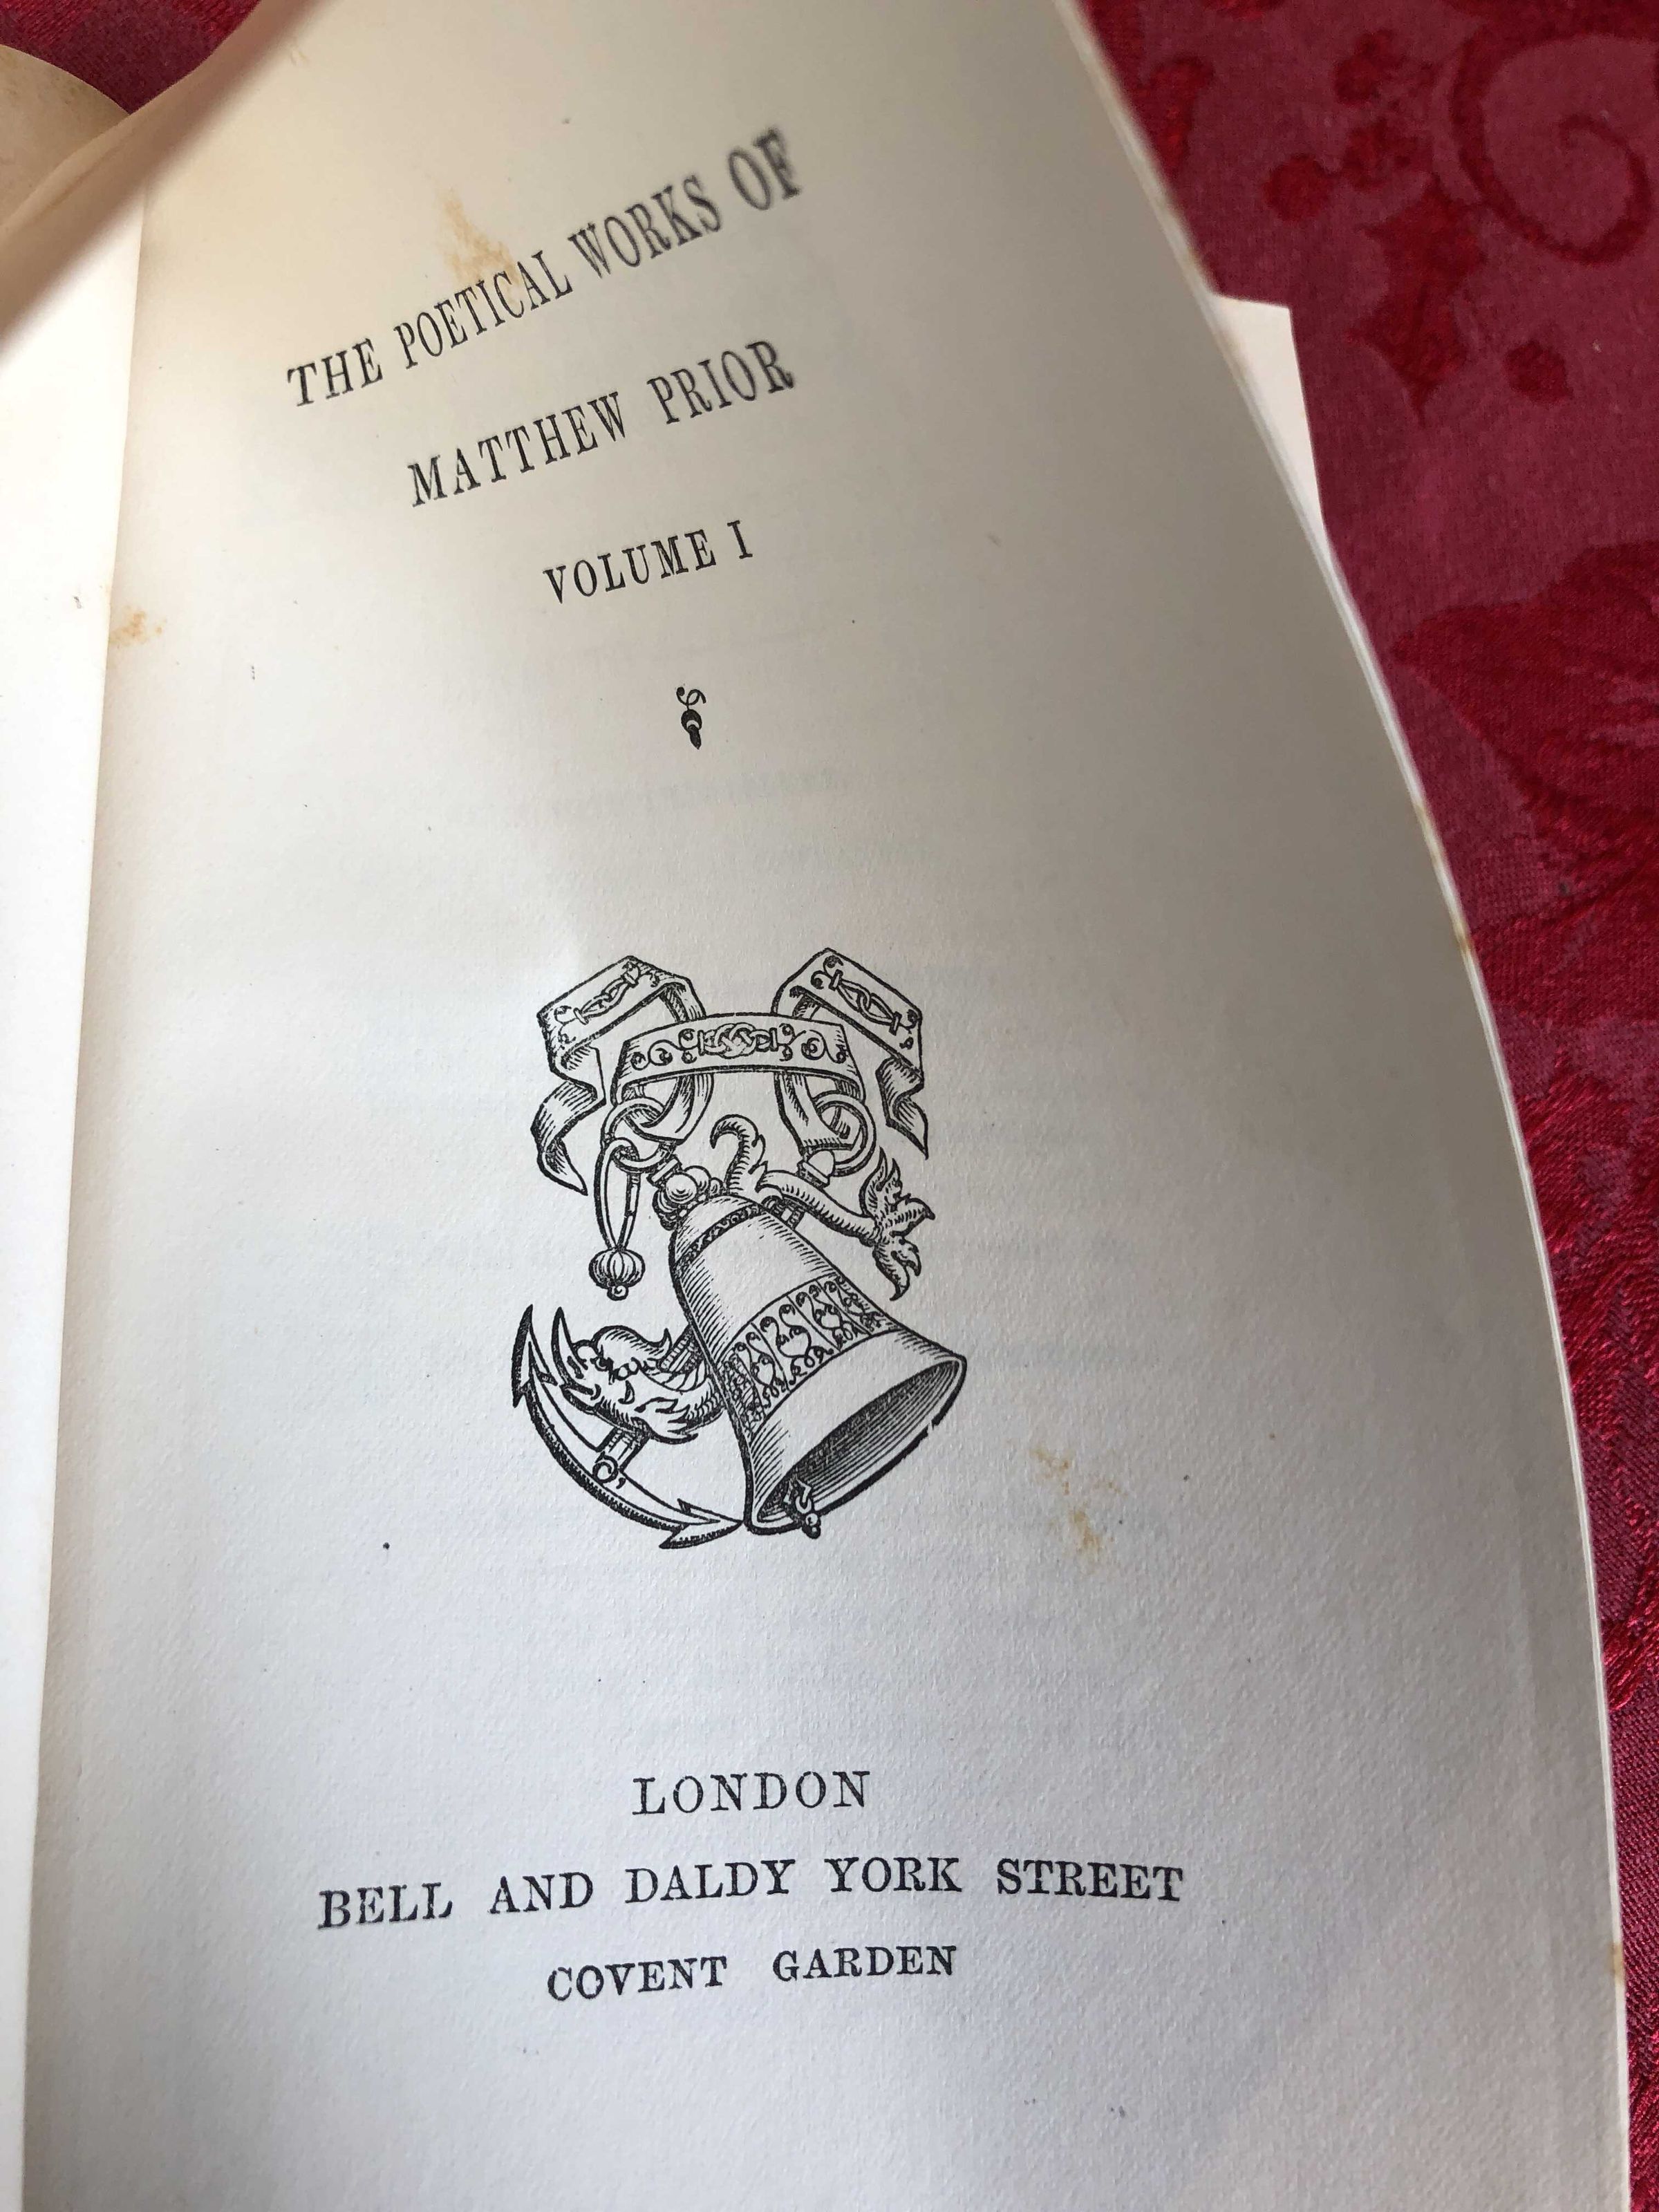 THE POETICAL WORKS OF
MATTHEW PRIOR
VOLUME I
LONDON
BELL AND DALDY YORK STREET
COVENT GARDEN